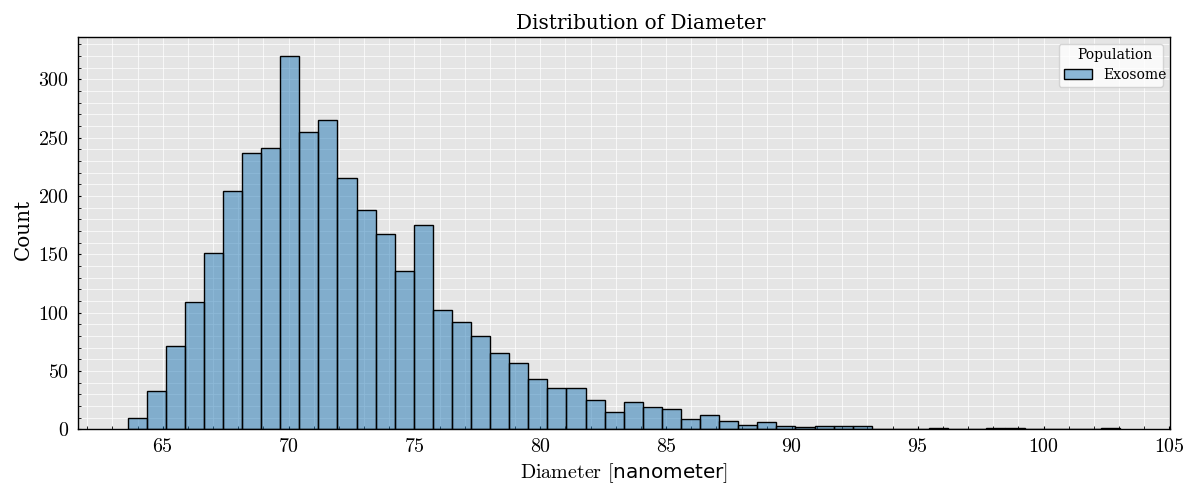 Distribution of Diameter
Population
Exosome
Count
300
250
200
150
100
50
0
65 70 75 80 85 90 95 100 105
Diameter [nanometer]